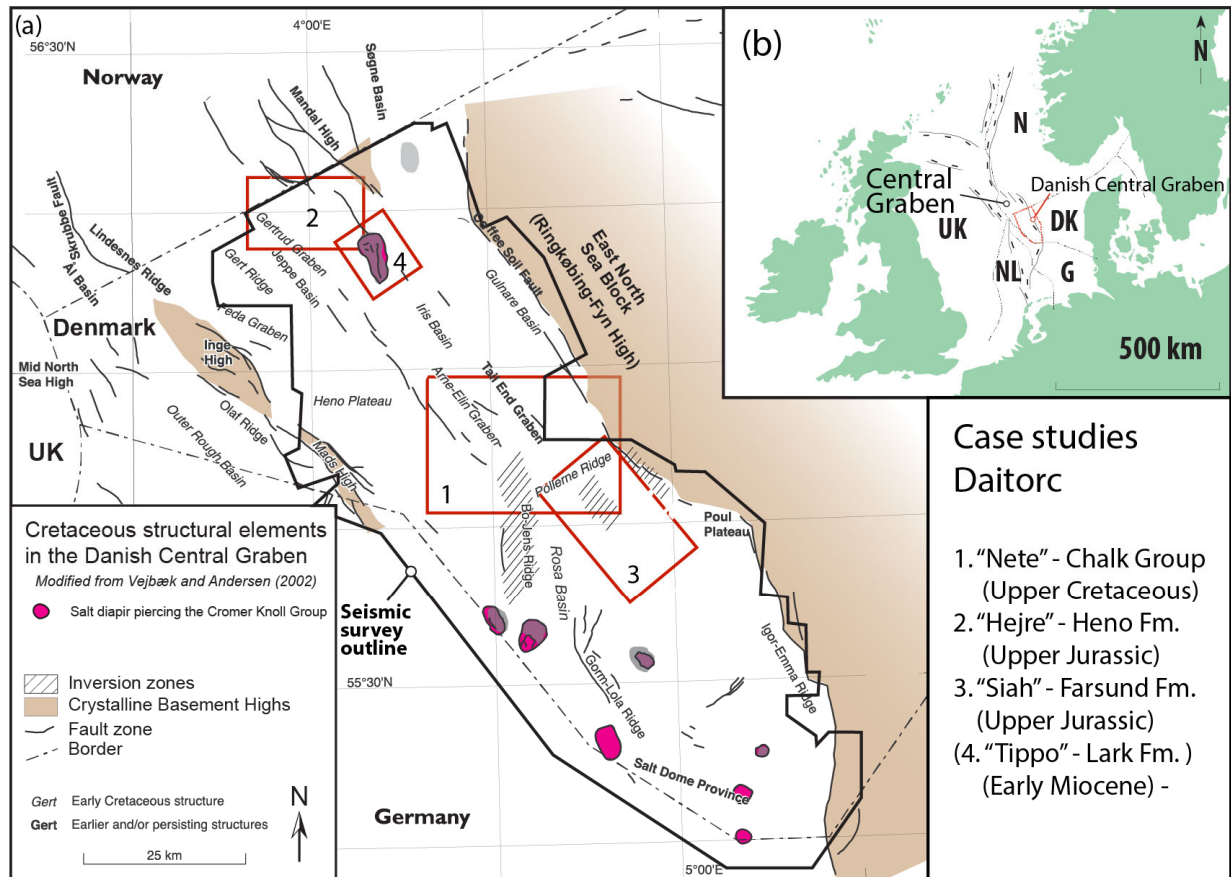 (a)
4°00'E
56°30'N
Norway
Søgne Basin
Mandal High
2
Gertrud Graben
4
Skrubbe Fault
Ål Basin
Lindesnes Ridge
Gert Ridge
Jeppe Basin
Coffee Soil Fault
East North
Sea Block
(Ringkøbing-Fyn High)
Gulnare Basin
Iris Basin
Feda Graben
Denmark
Inge
High
Mid North
Sea High
Heno Plateau
Arne-Elin Graben
Tail End Graben
Olaf Ridge
Outer Rough Basin
Mads High
UK
1
Pollerne Ridge
Bo-Jens Ridge
Poul
Plateau
3
Rosa Basin
Seismic
survey
outline
55°30'N
Gorm-Lola Ridge
Igor-Emma Ridge
Salt Dome Province
Germany
5°00'E
Cretaceous structural elements
in the Danish Central Graben
Modified from Vejbæk and Andersen (2002)
Salt diapir piercing the Cromer Knoll Group
Inversion zones
Crystalline Basement Highs
Fault zone
Border
Gert Early Cretaceous structure
Gert Earlier and/or persisting structures
N
25 km
(b)
N
N
Central
Graben
Danish Central Graben
UK
DK
NL
G
500 km
Case studies
Daitorc
1. "Nete" - Chalk Group
(Upper Cretaceous)
2. "Hejre" - Heno Fm.
(Upper Jurassic)
3. "Siah" - Farsund Fm.
(Upper Jurassic)
(4. "Tippo" - Lark Fm. )
(Early Miocene) -